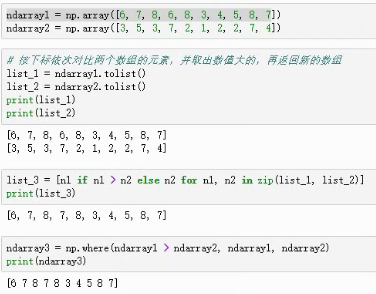 ndarray1 = np.array([6, 7, 8, 6, 8, 3, 4, 5, 8, 7])
ndarray2 = np.array([3, 5, 3, 7, 2, 1, 2, 2, 7, 4])
# 按下标依次对比两个数组的元素，并取出数值大的，再返回新的数组
list_1 = ndarray1.tolist()
list_2 = ndarray2.tolist()
print(list_1)
print(list_2)
[6, 7, 8, 6, 8, 3, 4, 5, 8, 7]
[3, 5, 3, 7, 2, 1, 2, 2, 7, 4]
list_3 = [n1 if n1 > n2 else n2 for n1, n2 in zip(list_1, list_2)]
print(list_3)
[6, 7, 8, 7, 8, 3, 4, 5, 8, 7]
ndarray3 = np.where(ndarray1 > ndarray2, ndarray1, ndarray2)
print(ndarray3)
[6 7 8 7 8 3 4 5 8 7]